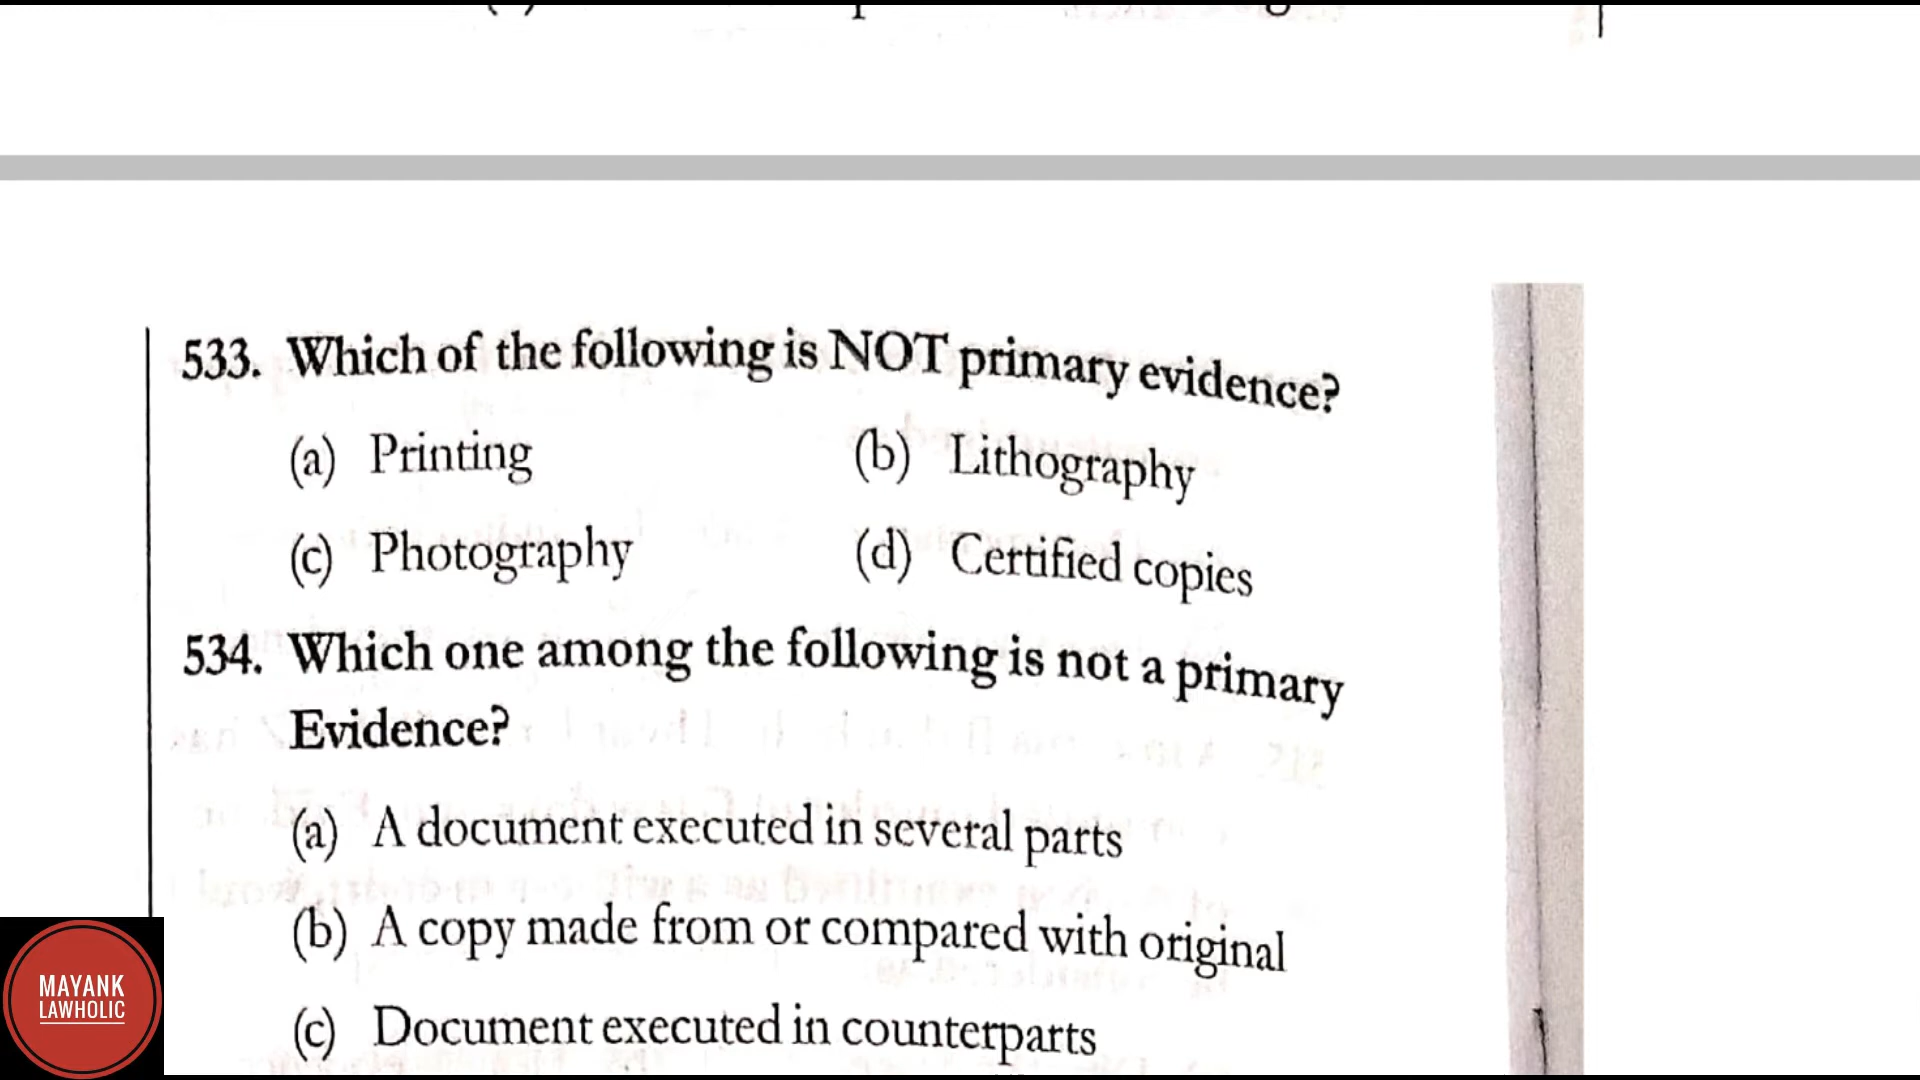 533. Which of the following is NOT primary evidence?
(a) Printing (b) Lithography
(c) Photography (d) Certified copies
534. Which one among the following is not a primary
Evidence?
(a) A document executed in several parts
(b) A copy made from or compared with original
(c) Document executed in counterparts
MAYANK
LAWHOLIC